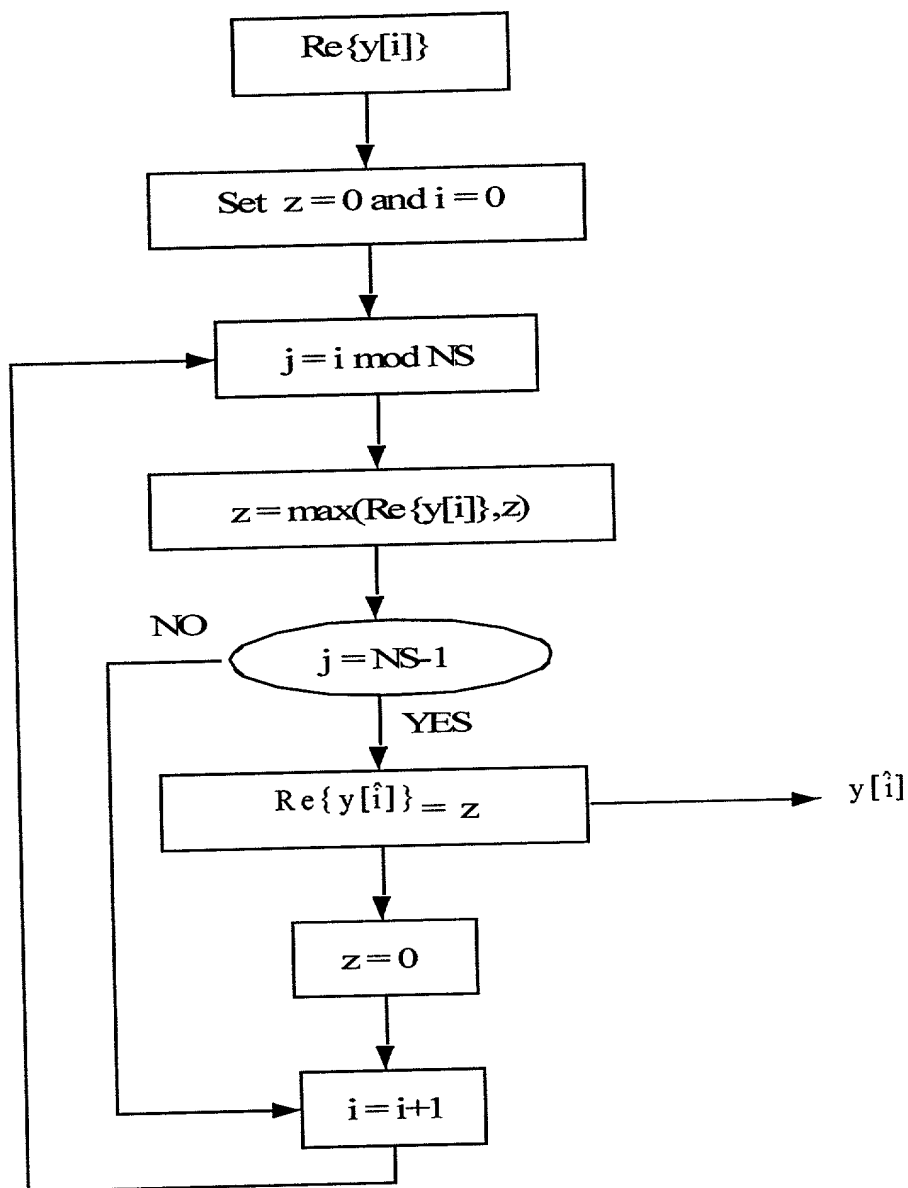 Re{y[i]}
Set z = 0 and i = 0
j = i mod NS
z = max(Re{y[i]},z)
NO
j = NS-1
YES
Re{y[î]} = z
y[î]
z = 0
i = i+1